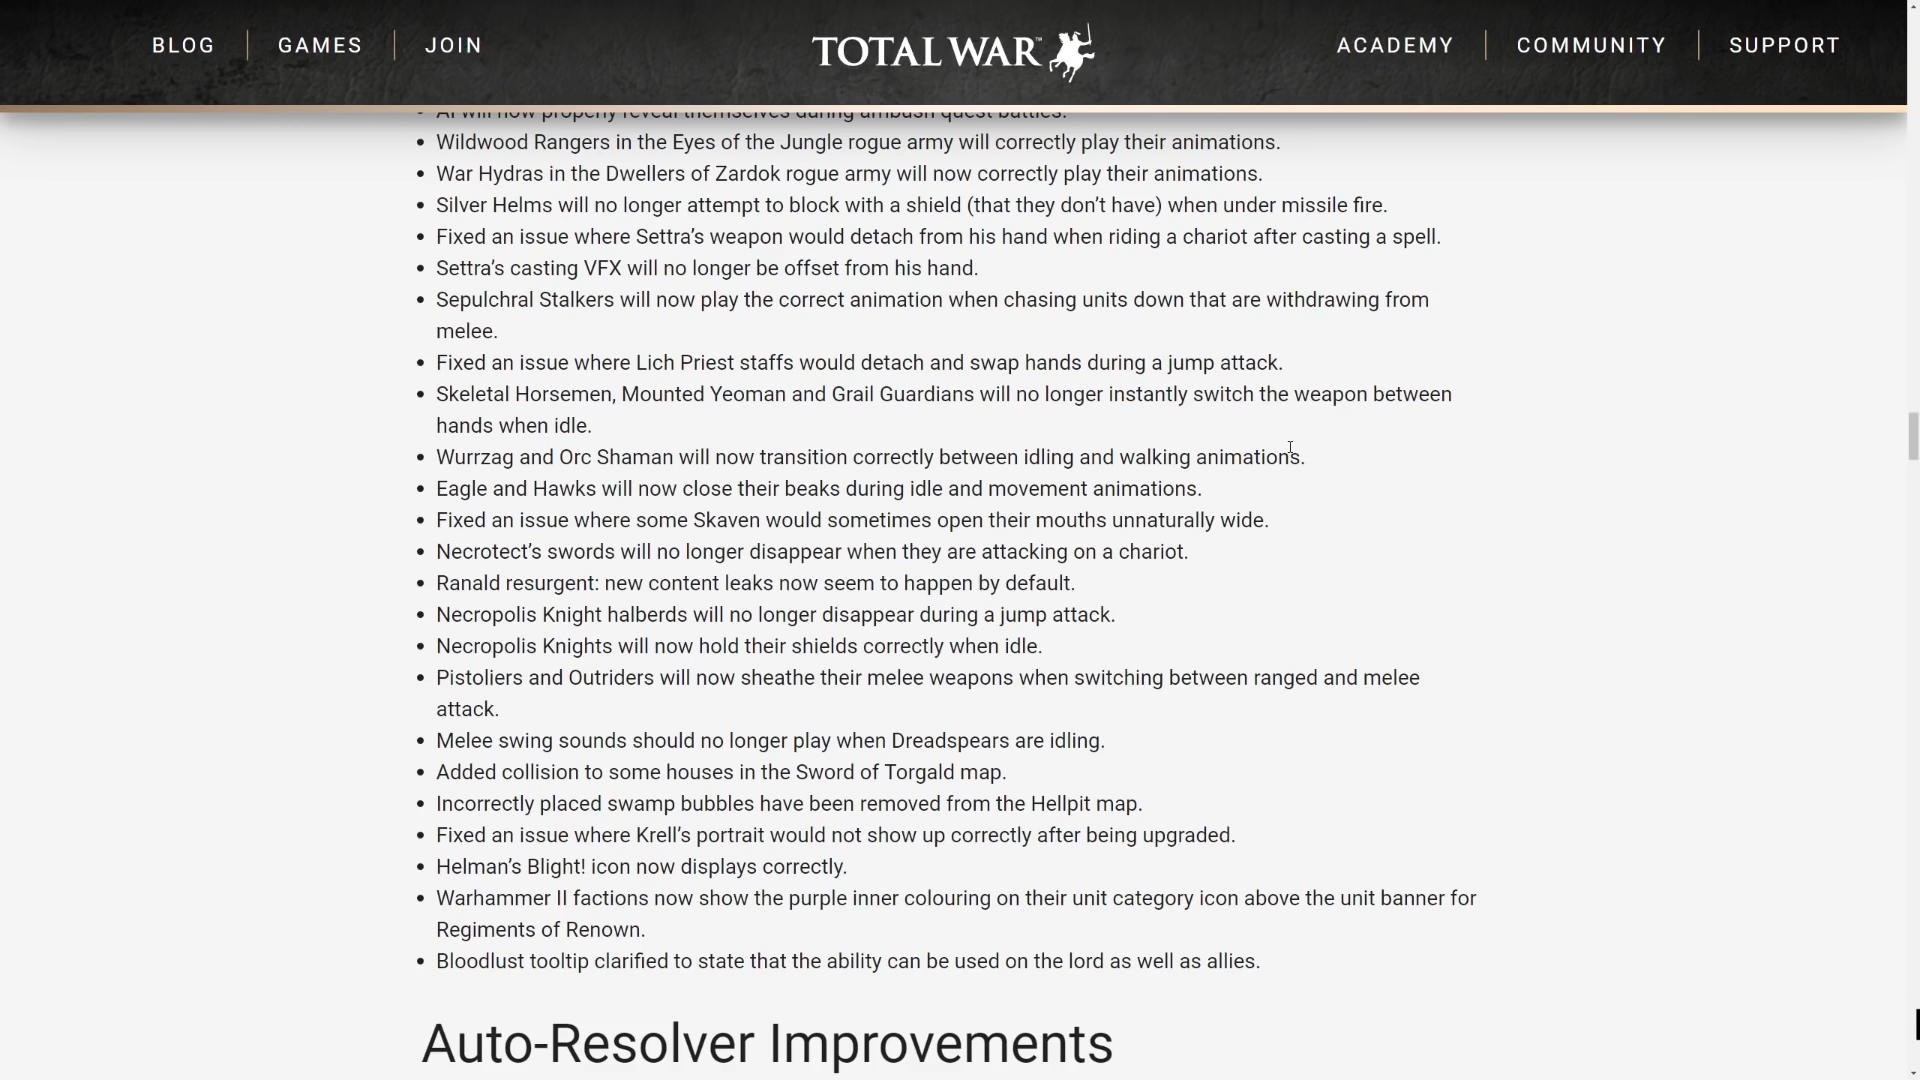 BLOG
GAMES
JOIN
TOTAL WAR™
ACADEMY
COMMUNITY
SUPPORT
AI will now properly reveal themselves during ambush quest battles.
Wildwood Rangers in the Eyes of the Jungle rogue army will correctly play their animations.
War Hydras in the Dwellers of Zardok rogue army will now correctly play their animations.
Silver Helms will no longer attempt to block with a shield (that they don’t have) when under missile fire.
Fixed an issue where Settra’s weapon would detach from his hand when riding a chariot after casting a spell.
Settra’s casting VFX will no longer be offset from his hand.
Sepulchral Stalkers will now play the correct animation when chasing units down that are withdrawing from
melee.
Fixed an issue where Lich Priest staffs would detach and swap hands during a jump attack.
Skeletal Horsemen, Mounted Yeoman and Grail Guardians will no longer instantly switch the weapon between
hands when idle.
Wurrzag and Orc Shaman will now transition correctly between idling and walking animations.
Eagle and Hawks will now close their beaks during idle and movement animations.
Fixed an issue where some Skaven would sometimes open their mouths unnaturally wide.
Necrotect’s swords will no longer disappear when they are attacking on a chariot.
Ranald resurgent: new content leaks now seem to happen by default.
Necropolis Knight halberds will no longer disappear during a jump attack.
Necropolis Knights will now hold their shields correctly when idle.
Pistoliers and Outriders will now sheathe their melee weapons when switching between ranged and melee
attack.
Melee swing sounds should no longer play when Dreadspears are idling.
Added collision to some houses in the Sword of Torgald map.
Incorrectly placed swamp bubbles have been removed from the Hellpit map.
Fixed an issue where Krell’s portrait would not show up correctly after being upgraded.
Helman’s Blight! icon now displays correctly.
Warhammer II factions now show the purple inner colouring on their unit category icon above the unit banner for
Regiments of Renown.
Bloodlust tooltip clarified to state that the ability can be used on the lord as well as allies.
Auto-Resolver Improvements